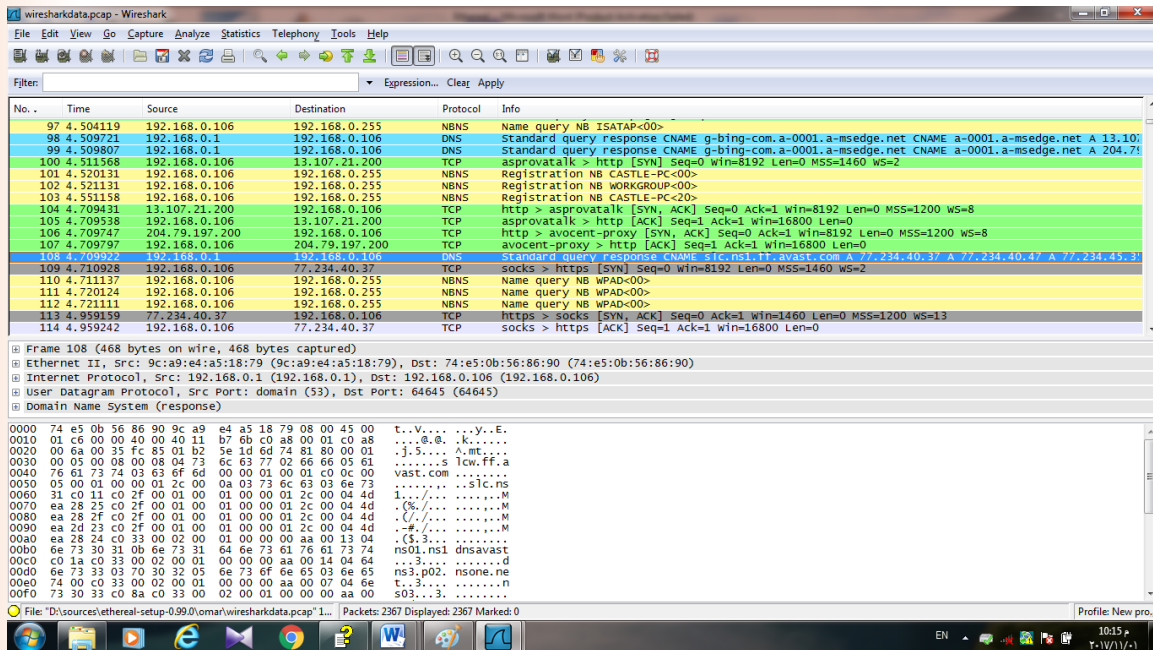 wiresharkdata.pcap - Wireshark
File Edit View Go Capture Analyze Statistics Telephony Tools Help
Filter: Expression... Clear Apply
No. . Time Source Destination Protocol Info
97 4.504119 192.168.0.106 192.168.0.255 NBNS Name query NB ISATAP<00>
98 4.509721 192.168.0.1 192.168.0.106 DNS Standard query response CNAME g-bing-com.a-0001.a-msedge.net CNAME a-0001.a-msedge.net A 13.107
99 4.509807 192.168.0.1 192.168.0.106 DNS Standard query response CNAME g-bing-com.a-0001.a-msedge.net CNAME a-0001.a-msedge.net A 204.79
100 4.511568 192.168.0.106 13.107.21.200 TCP asprovatalk > http [SYN] Seq=0 Win=8192 Len=0 MSS=1460 WS=2
101 4.520131 192.168.0.106 192.168.0.255 NBNS Registration NB CASTLE-PC<00>
102 4.521131 192.168.0.106 192.168.0.255 NBNS Registration NB WORKGROUP<00>
103 4.551158 192.168.0.106 192.168.0.255 NBNS Registration NB CASTLE-PC<20>
104 4.709431 13.107.21.200 192.168.0.106 TCP http > asprovatalk [SYN, ACK] Seq=0 Ack=1 Win=8192 Len=0 MSS=1200 WS=8
105 4.709538 192.168.0.106 13.107.21.200 TCP asprovatalk > http [ACK] Seq=1 Ack=1 Win=16800 Len=0
106 4.709747 204.79.197.200 192.168.0.106 TCP http > avocent-proxy [SYN, ACK] Seq=0 Ack=1 Win=8192 Len=0 MSS=1200 WS=8
107 4.709797 192.168.0.106 204.79.197.200 TCP avocent-proxy > http [ACK] Seq=1 Ack=1 Win=16800 Len=0
108 4.709922 192.168.0.1 192.168.0.106 DNS Standard query response CNAME slc.ns1.ff.avast.com A 77.234.40.37 A 77.234.40.47 A 77.234.45.3
109 4.710928 192.168.0.106 77.234.40.37 TCP socks > https [SYN] Seq=0 Win=8192 Len=0 MSS=1460 WS=2
110 4.711137 192.168.0.106 192.168.0.255 NBNS Name query NB WPAD<00>
111 4.720124 192.168.0.106 192.168.0.255 NBNS Name query NB WPAD<00>
112 4.721111 192.168.0.106 192.168.0.255 NBNS Name query NB WPAD<00>
113 4.959159 77.234.40.37 192.168.0.106 TCP https > socks [SYN, ACK] Seq=0 Ack=1 Win=1460 Len=0 MSS=1200 WS=13
114 4.959242 192.168.0.106 77.234.40.37 TCP socks > https [ACK] Seq=1 Ack=1 Win=16800 Len=0
Frame 108 (468 bytes on wire, 468 bytes captured)
Ethernet II, Src: 9c:a9:e4:a5:18:79 (9c:a9:e4:a5:18:79), Dst: 74:e5:0b:56:86:90 (74:e5:0b:56:86:90)
Internet Protocol, Src: 192.168.0.1 (192.168.0.1), Dst: 192.168.0.106 (192.168.0.106)
User Datagram Protocol, Src Port: domain (53), Dst Port: 64645 (64645)
Domain Name System (response)
0000 74 e5 0b 56 86 90 9c a9 e4 a5 18 79 08 00 45 00 t..V.... ...y..E.
0010 01 c6 00 00 40 00 40 11 b7 6b c0 a8 00 01 c0 a8 ....@.@. .k......
0020 00 6a 00 35 fc 85 01 b2 5e 1d 6d 74 81 80 00 01 .j.5.... ^.mt....
0030 00 05 00 08 00 08 04 73 6c 63 77 02 66 66 05 61 .......s lcw.ff.a
0040 76 61 73 74 03 63 6f 6d 00 00 01 00 01 c0 0c 00 vast.com ........
0050 05 00 01 00 00 01 2c 00 0a 03 73 6c 63 03 6e 73 ......,. ..slc.ns
0060 31 c0 11 c0 2f 00 01 00 01 00 00 01 2c 00 04 4d 1.../... ....,..M
0070 ea 28 25 c0 2f 00 01 00 01 00 00 01 2c 00 04 4d .(%./... ....,..M
0080 ea 28 2f c0 2f 00 01 00 01 00 00 01 2c 00 04 4d .(/./... ....,..M
0090 ea 2d 23 c0 2f 00 01 00 01 00 00 01 2c 00 04 4d .-#./... ....,..M
00a0 ea 28 24 c0 33 00 02 00 01 00 00 00 aa 00 13 04 .($.3... ........
00b0 6e 73 30 31 0b 6e 73 31 64 6e 73 61 76 61 73 74 ns01.ns1 dnsavast
00c0 c0 1a c0 33 00 02 00 01 00 00 00 aa 00 14 04 64 ...3.... .......d
00d0 6e 73 33 03 70 30 32 05 6e 73 6f 6e 65 03 6e 65 ns3.p02. nsone.ne
00e0 74 00 c0 33 00 02 00 01 00 00 00 aa 00 07 04 6e t..3.... .......n
00f0 73 30 33 c0 8a c0 33 00 02 00 01 00 00 00 aa 00 s03...3. ........
File: "D:\sources\ethereal-setup-0.99.0\omar\wiresharkdata.pcap" 1... Packets: 2367 Displayed: 2367 Marked: 0 Profile: New pro...
EN 10:15 م
٢٠١٧/١١/٠١